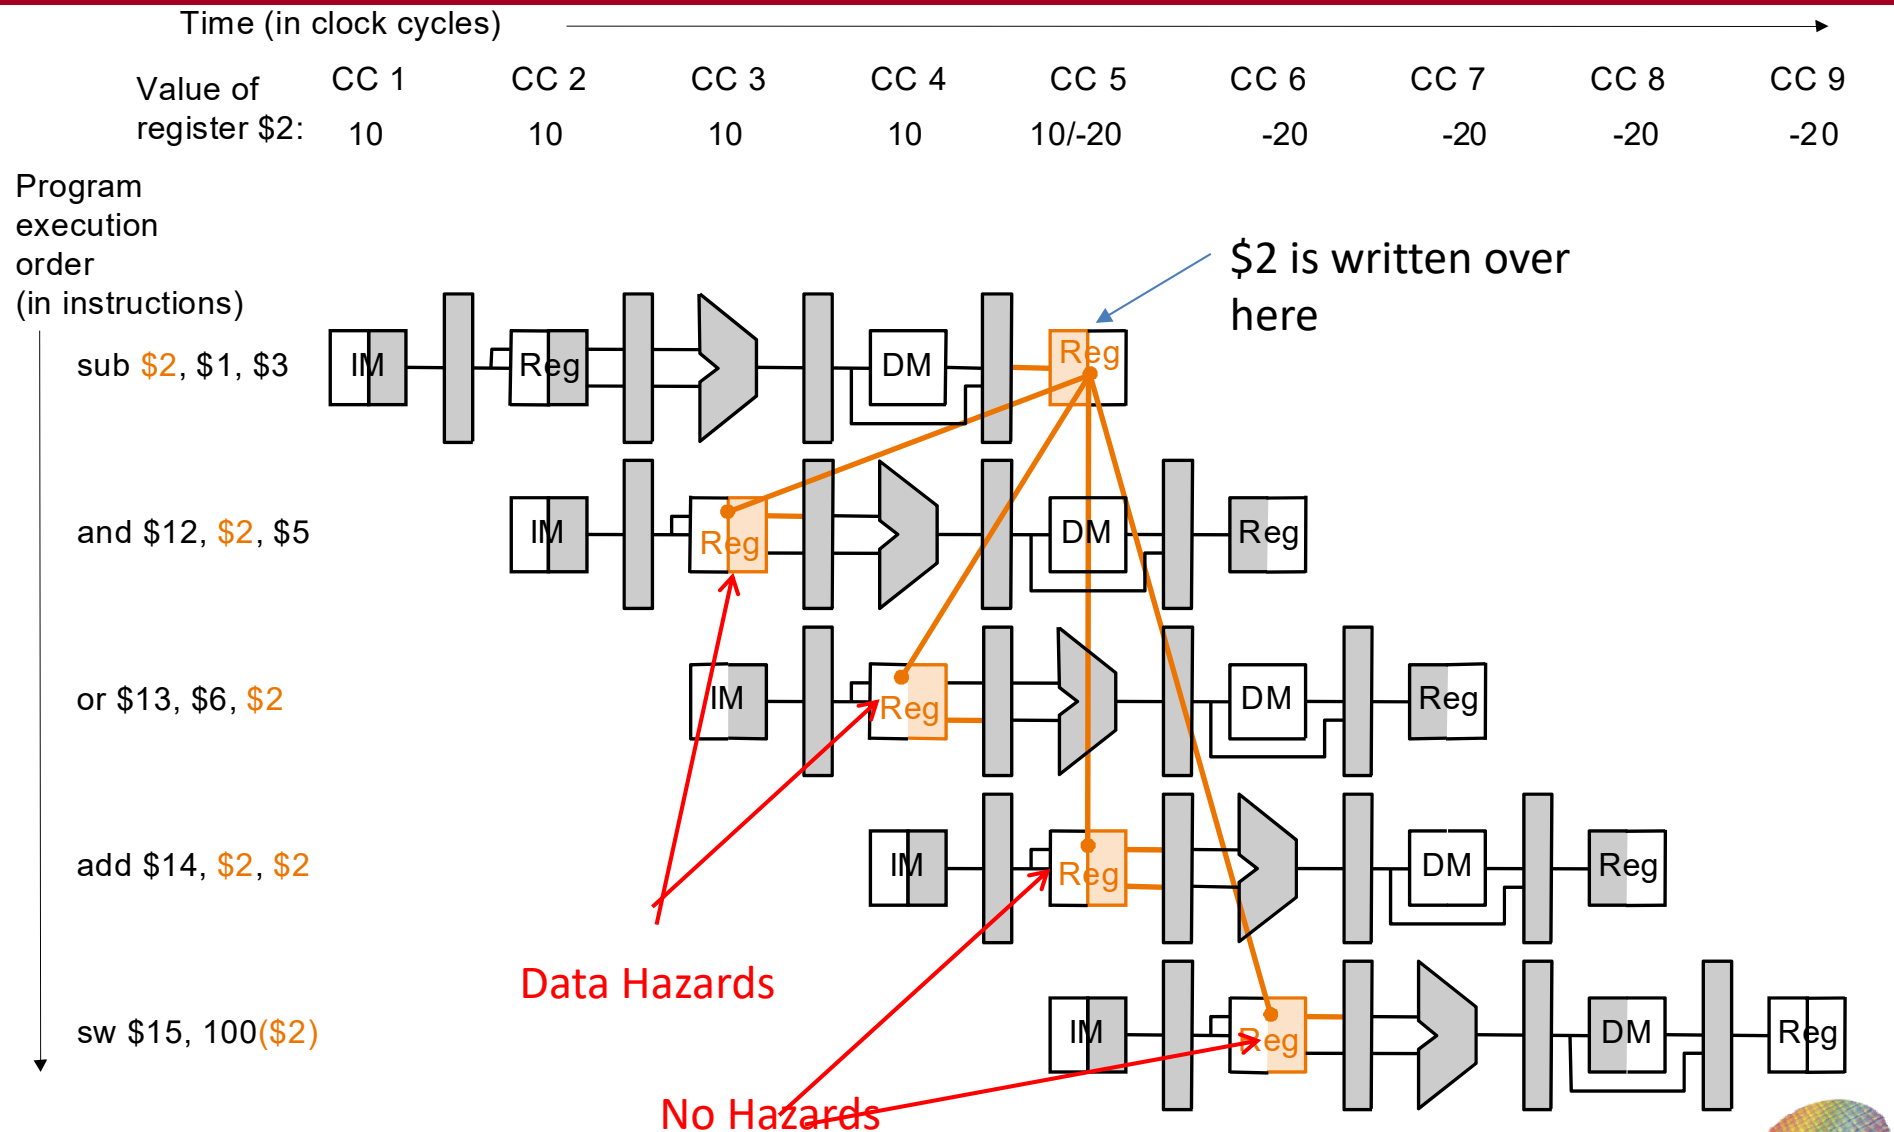 Time (in clock cycles)
CC 1 CC 2 CC 3 CC 4 CC 5 CC 6 CC 7 CC 8 CC 9
Value of
register $2:
10 10 10 10 10/-20 -20 -20 -20 -20
Program
execution
order
(in instructions)
$2 is written over
here
sub $2, $1, $3
IM Reg DM Reg
and $12, $2, $5
IM Reg DM Reg
or $13, $6, $2
IM Reg DM Reg
add $14, $2, $2
IM Reg DM Reg
Data Hazards
sw $15, 100($2)
IM Reg DM Reg
No Hazards